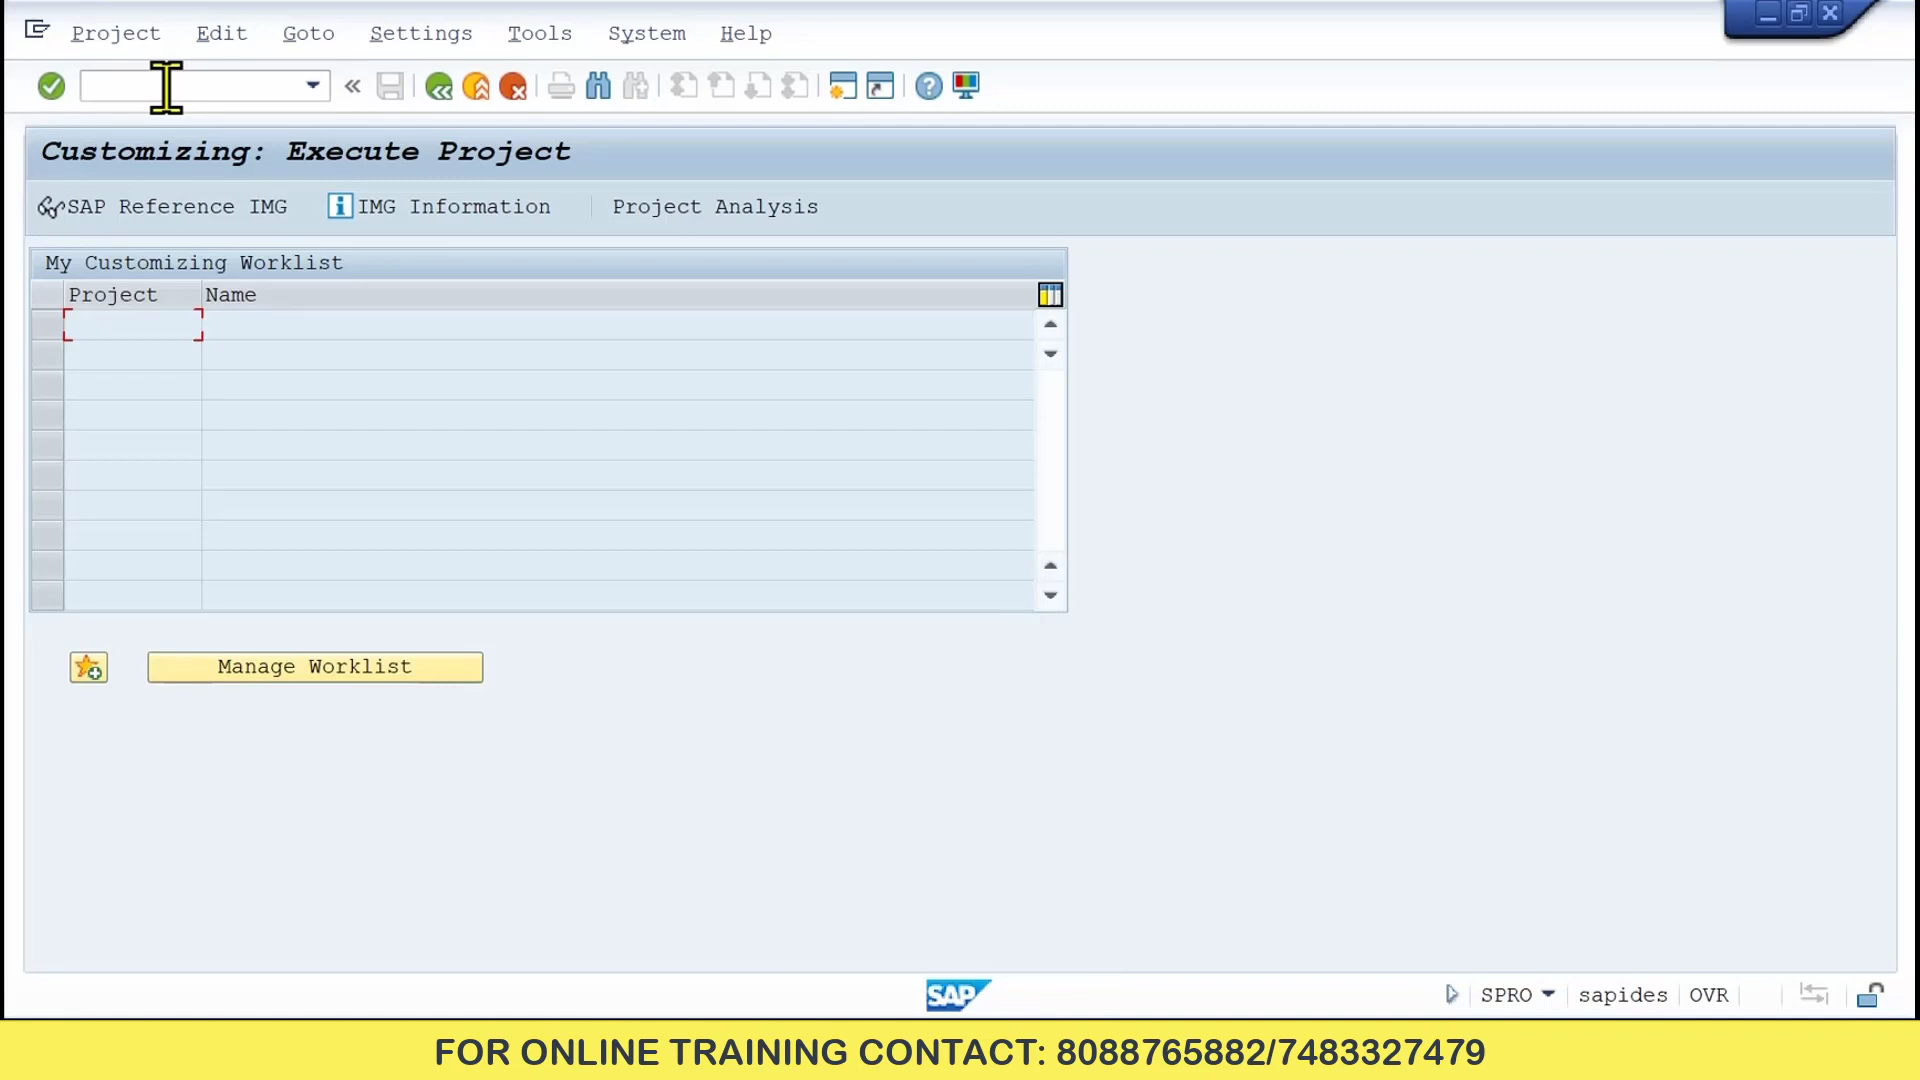 Project Edit Goto Settings Tools System Help
Customizing: Execute Project
SAP Reference IMG IMG Information Project Analysis
My Customizing Worklist
Project Name
Manage Worklist
SAP SPRO sapides OVR
FOR ONLINE TRAINING CONTACT: 8088765882/7483327479